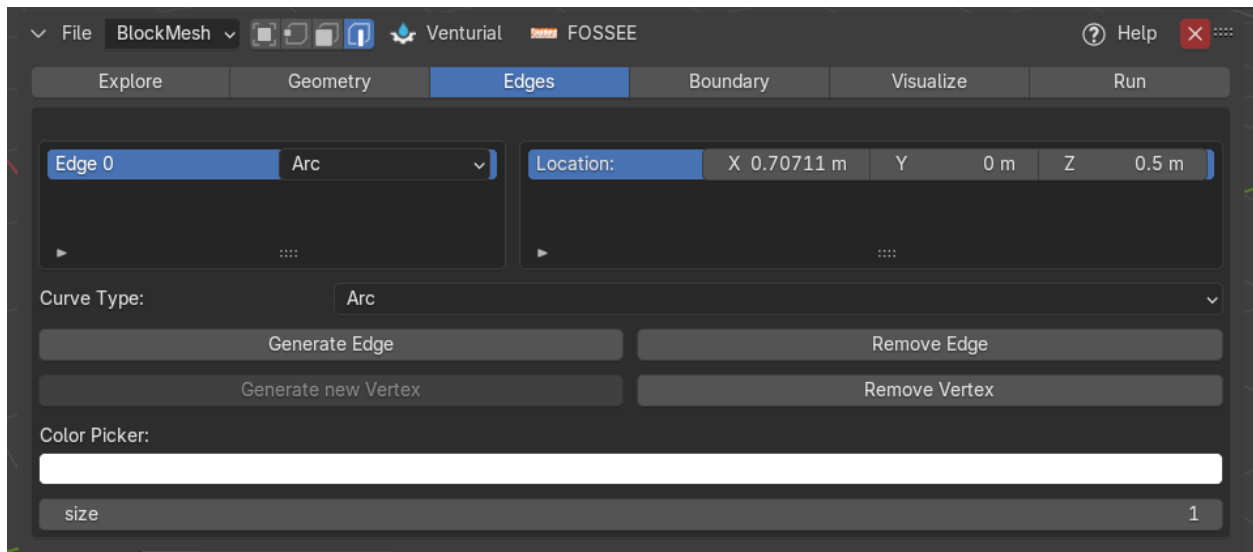 File BlockMesh Venturial FOSSEE Help
Explore Geometry Edges Boundary Visualize Run
Edge 0 Arc Location: X 0.70711 m Y 0 m Z 0.5 m
Curve Type: Arc
Generate Edge Remove Edge
Generate new Vertex Remove Vertex
Color Picker:
size 1